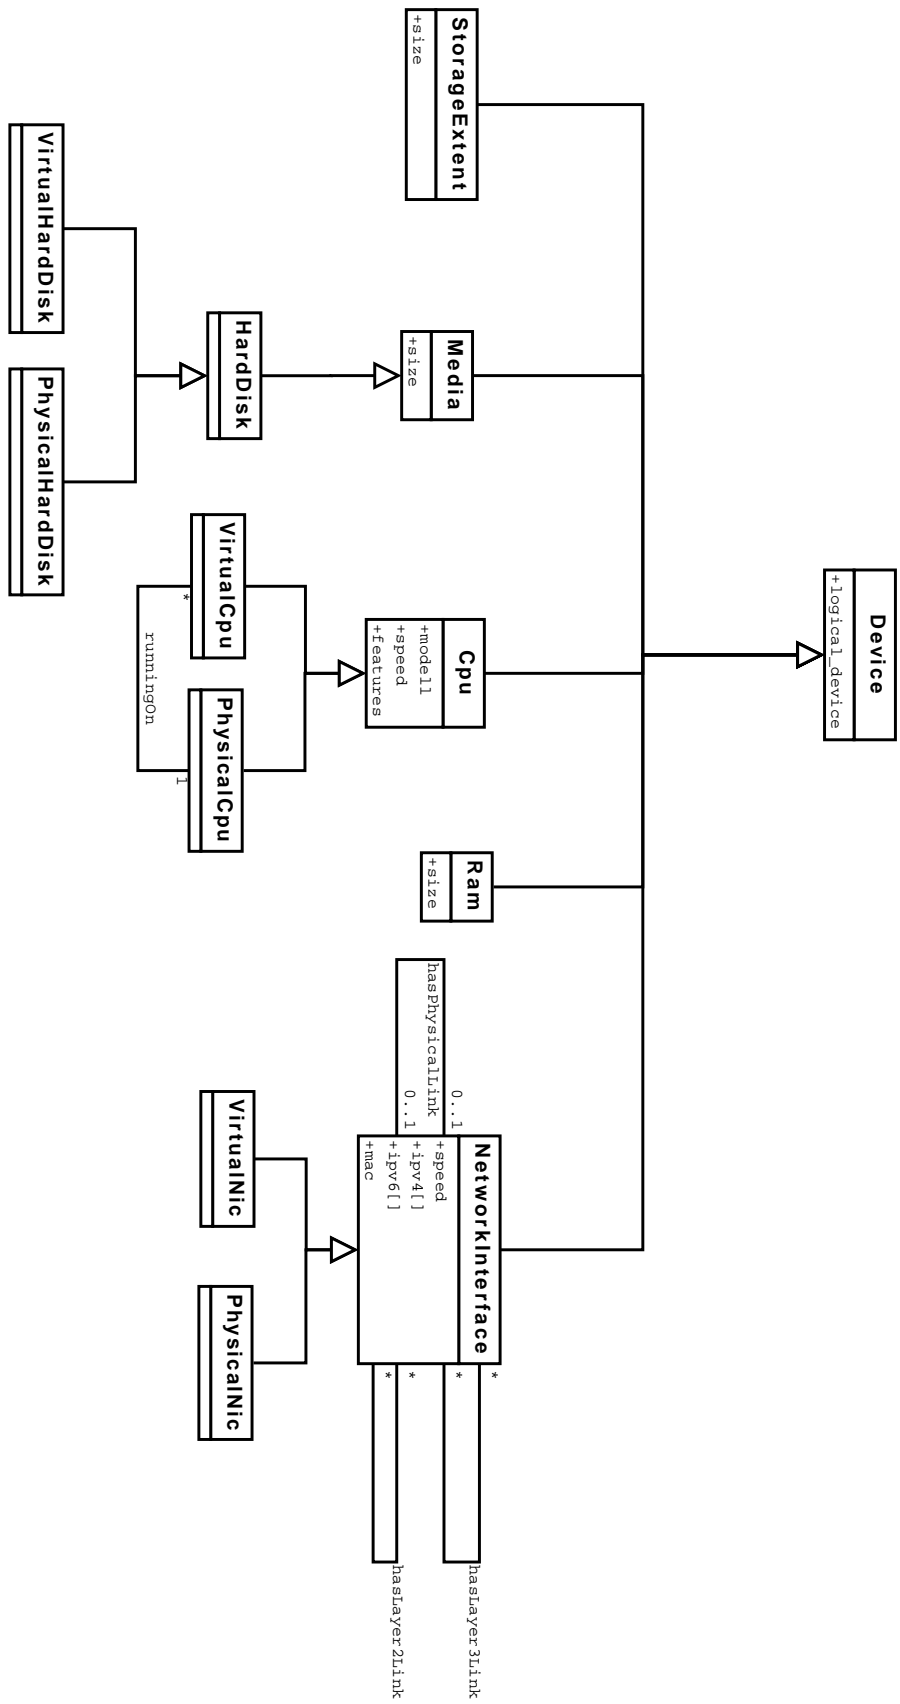 Device
+logical_device
StorageExtent
+size
Media
+size
Cpu
+modell
+speed
+features
Ram
+size
NetworkInterface
+speed
+ipv4[]
+ipv6[]
+mac
hasPhysicalLink
0..1
0..1
*
*
*
*
hasLayer3Link
hasLayer2Link
HardDisk
VirtualCpu
PhysicalCpu
*
1
runningOn
VirtualNic
PhysicalNic
VirtualHardDisk
PhysicalHardDisk